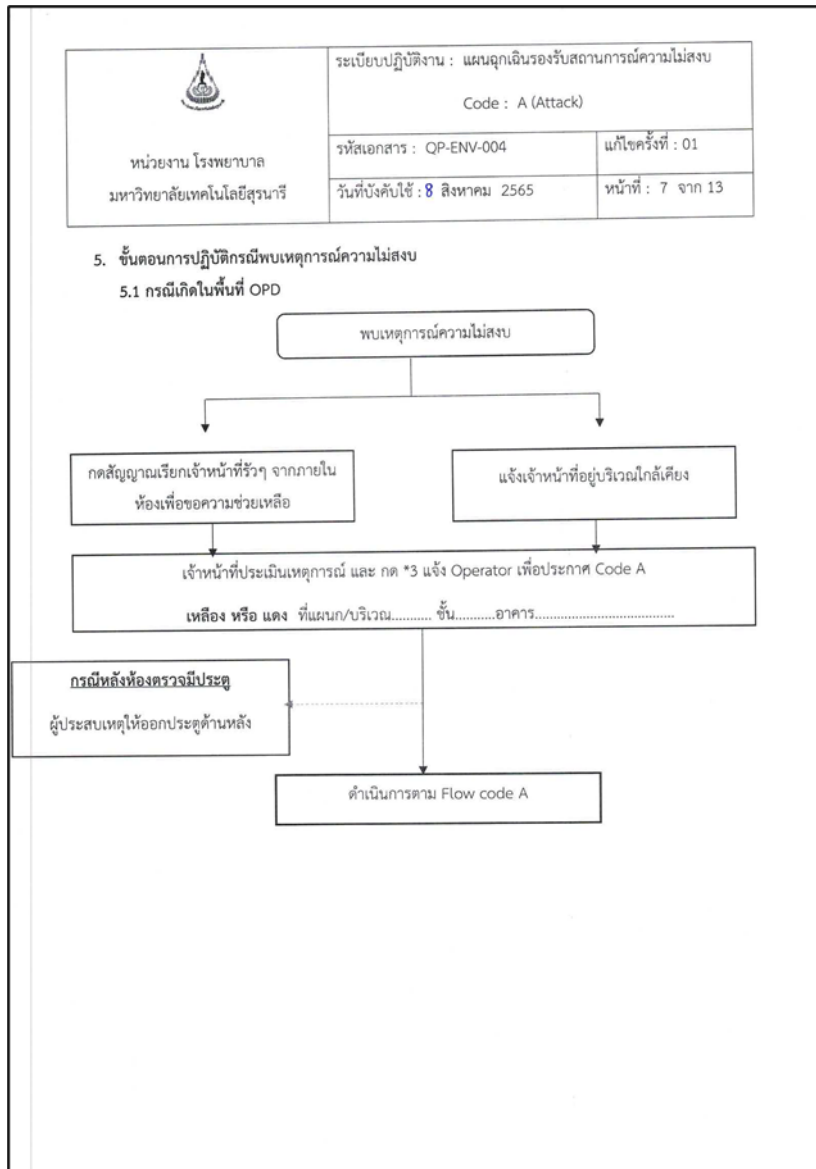 ระเบียบปฏิบัติงาน : แผนฉุกเฉินรองรับสถานการณ์ความไม่สงบ
Code : A (Attack)
หน่วยงาน โรงพยาบาล
มหาวิทยาลัยเทคโนโลยีสุรนารี
รหัสเอกสาร : QP-ENV-004
แก้ไขครั้งที่ : 01
วันที่บังคับใช้ : 8 สิงหาคม 2565
หน้าที่ : 7 จาก 13
5. ขั้นตอนการปฏิบัติกรณีพบเหตุการณ์ความไม่สงบ
5.1 กรณีเกิดในพื้นที่ OPD
พบเหตุการณ์ความไม่สงบ
กดสัญญาณเรียกเจ้าหน้าที่รัวๆ จากภายใน
ห้องเพื่อขอความช่วยเหลือ
แจ้งเจ้าหน้าที่อยู่บริเวณใกล้เคียง
เจ้าหน้าที่ประเมินเหตุการณ์ และ กด *3 แจ้ง Operator เพื่อประกาศ Code A
เหลือง หรือ แดง ที่แผนก/บริเวณ.......... ชั้น..........อาคาร...................................
กรณีหลังห้องตรวจมีประตู
ผู้ประสบเหตุให้ออกประตูด้านหลัง
ดำเนินการตาม Flow code A